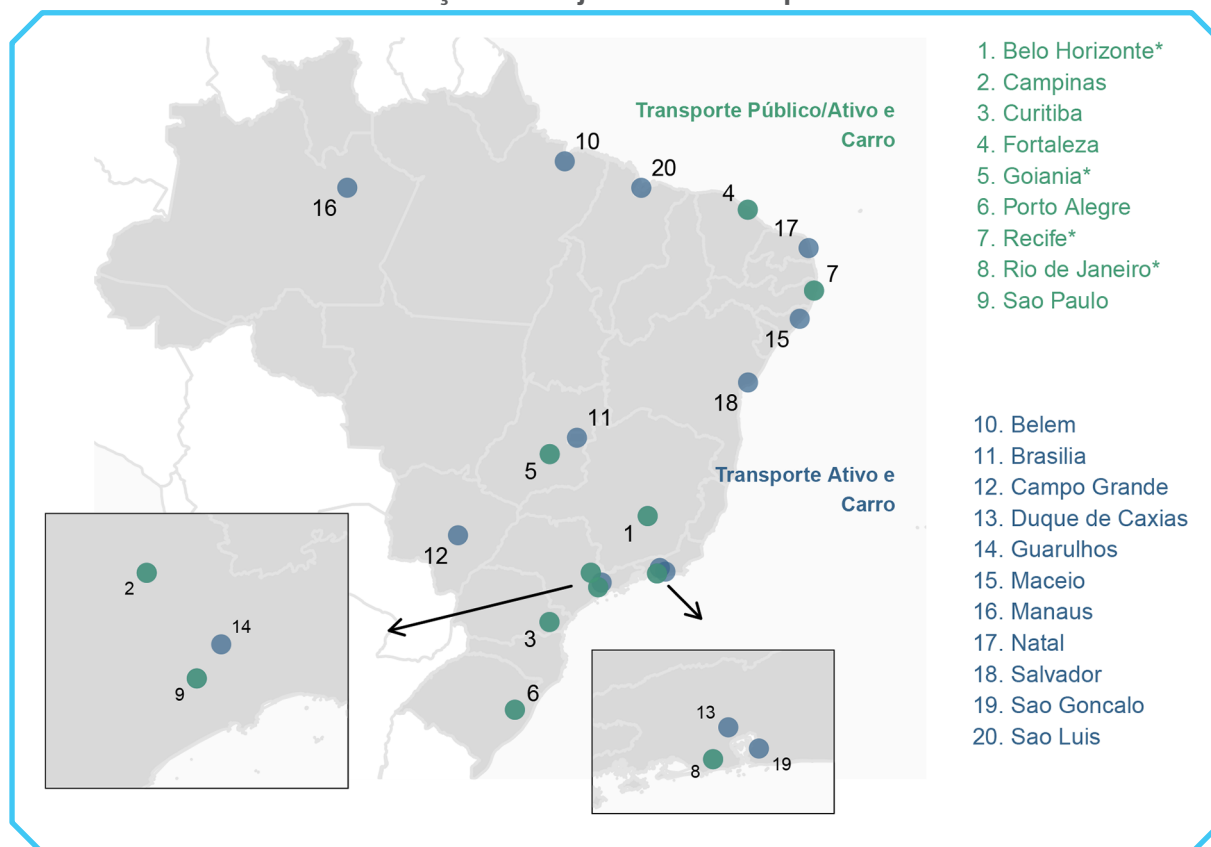 Transporte Público/Ativo e
Carro
Transporte Ativo e
Carro
10
20
16
4
17
7
15
18
11
5
1
12
3
6
2
14
9
13
8
19
1. Belo Horizonte*
2. Campinas
3. Curitiba
4. Fortaleza
5. Goiania*
6. Porto Alegre
7. Recife*
8. Rio de Janeiro*
9. Sao Paulo
10. Belem
11. Brasilia
12. Campo Grande
13. Duque de Caxias
14. Guarulhos
15. Maceio
16. Manaus
17. Natal
18. Salvador
19. Sao Goncalo
20. Sao Luis